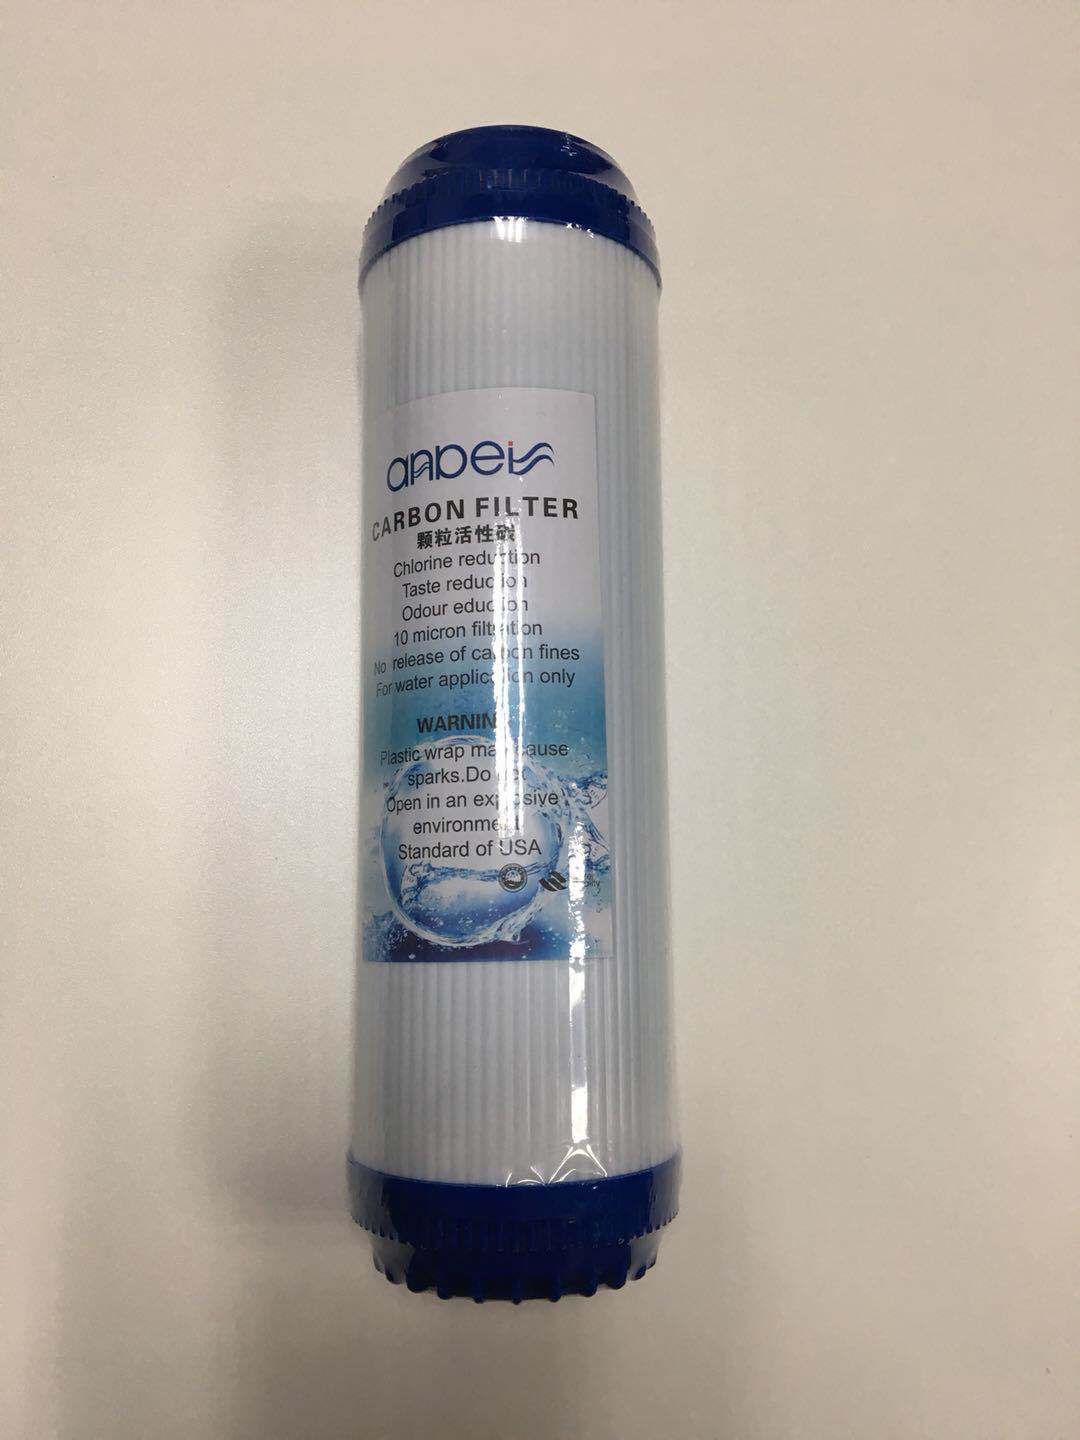 anbeis
CARBON FILTER
颗粒活性碳
Chlorine reduction
Taste reduction
Odour eduction
10 micron filtration
No release of carbon fines
For water application only
WARNING
Plastic wrap may cause
sparks.Do not
Open in an explosive
environment
Standard of USA